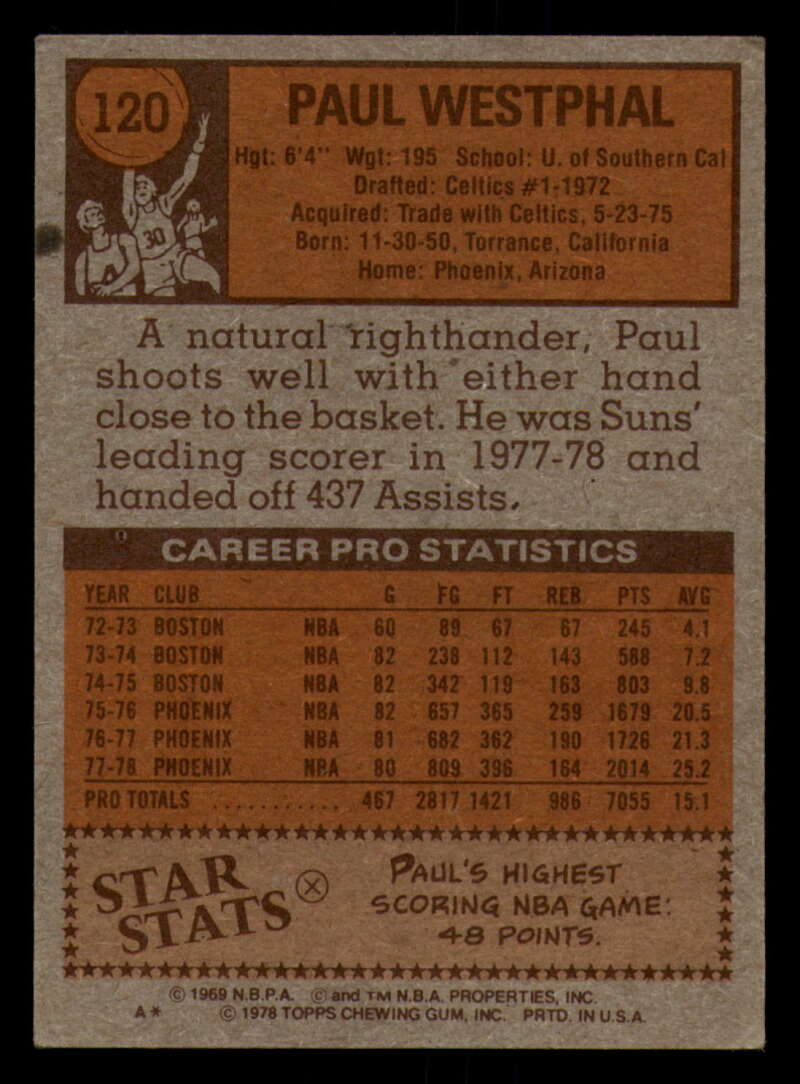 120
PAUL WESTPHAL
Hgt: 6'4" Wgt: 195 School: U. of Southern Cal
Drafted: Celtics #1-1972
Acquired: Trade with Celtics, 5-23-75
Born: 11-30-50, Torrance, California
Home: Phoenix, Arizona
30
A natural righthander, Paul
shoots well with either hand
close to the basket. He was Suns'
leading scorer in 1977-78 and
handed off 437 Assists.
CAREER PRO STATISTICS
YEAR CLUB G FG FT REB PTS AVG
72-73 BOSTON NBA 60 89 67 67 245 4.1
73-74 BOSTON NBA 82 238 112 143 588 7.2
74-75 BOSTON NBA 82 342 119 163 803 9.8
75-76 PHOENIX NBA 82 657 365 259 1679 20.5
76-77 PHOENIX NBA 81 682 362 190 1726 21.3
77-78 PHOENIX NBA 80 809 396 164 2014 25.2
PRO TOTALS ........... 467 2817 1421 986 7055 15.1
STAR
STATS
PAUL'S HIGHEST
SCORING NBA GAME:
48 POINTS.
© 1969 N.B.P.A. © and TM N.B.A. PROPERTIES, INC.
A* © 1978 TOPPS CHEWING GUM, INC. PRTD. IN U.S.A.